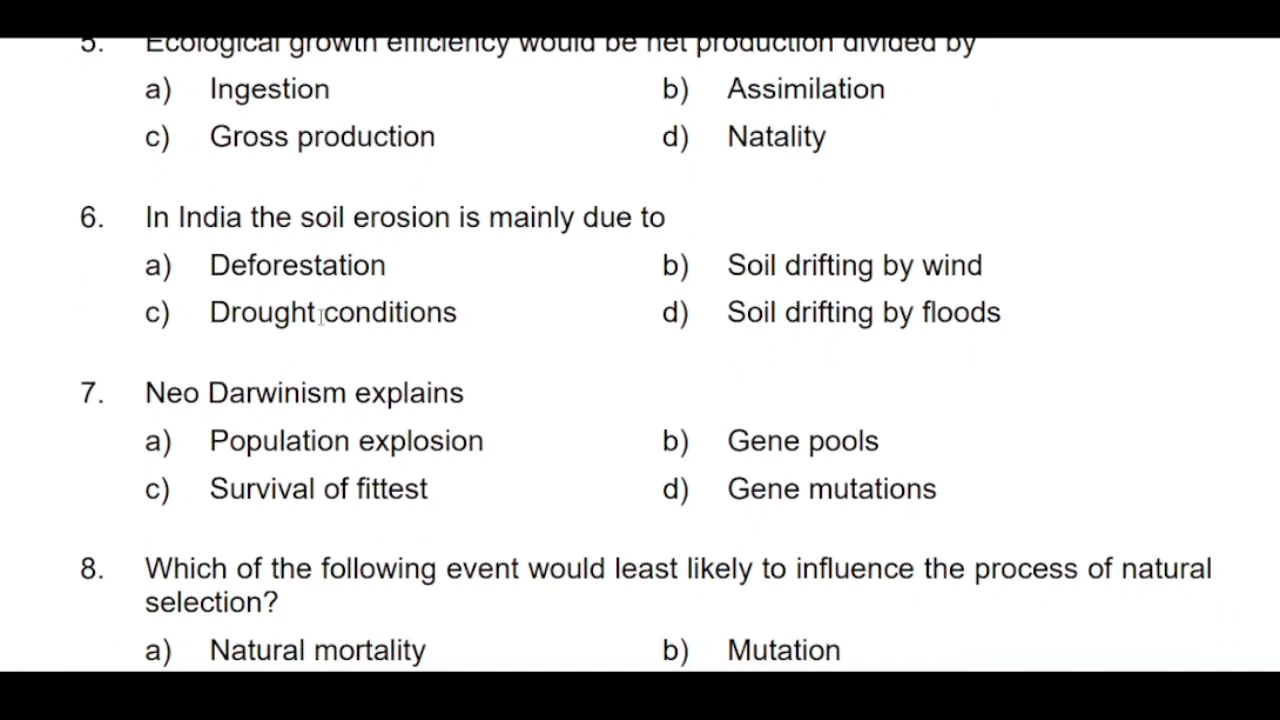 5. Ecological growth efficiency would be net production divided by
a) Ingestion b) Assimilation
c) Gross production d) Natality
6. In India the soil erosion is mainly due to
a) Deforestation b) Soil drifting by wind
c) Drought conditions d) Soil drifting by floods
7. Neo Darwinism explains
a) Population explosion b) Gene pools
c) Survival of fittest d) Gene mutations
8. Which of the following event would least likely to influence the process of natural
selection?
a) Natural mortality b) Mutation